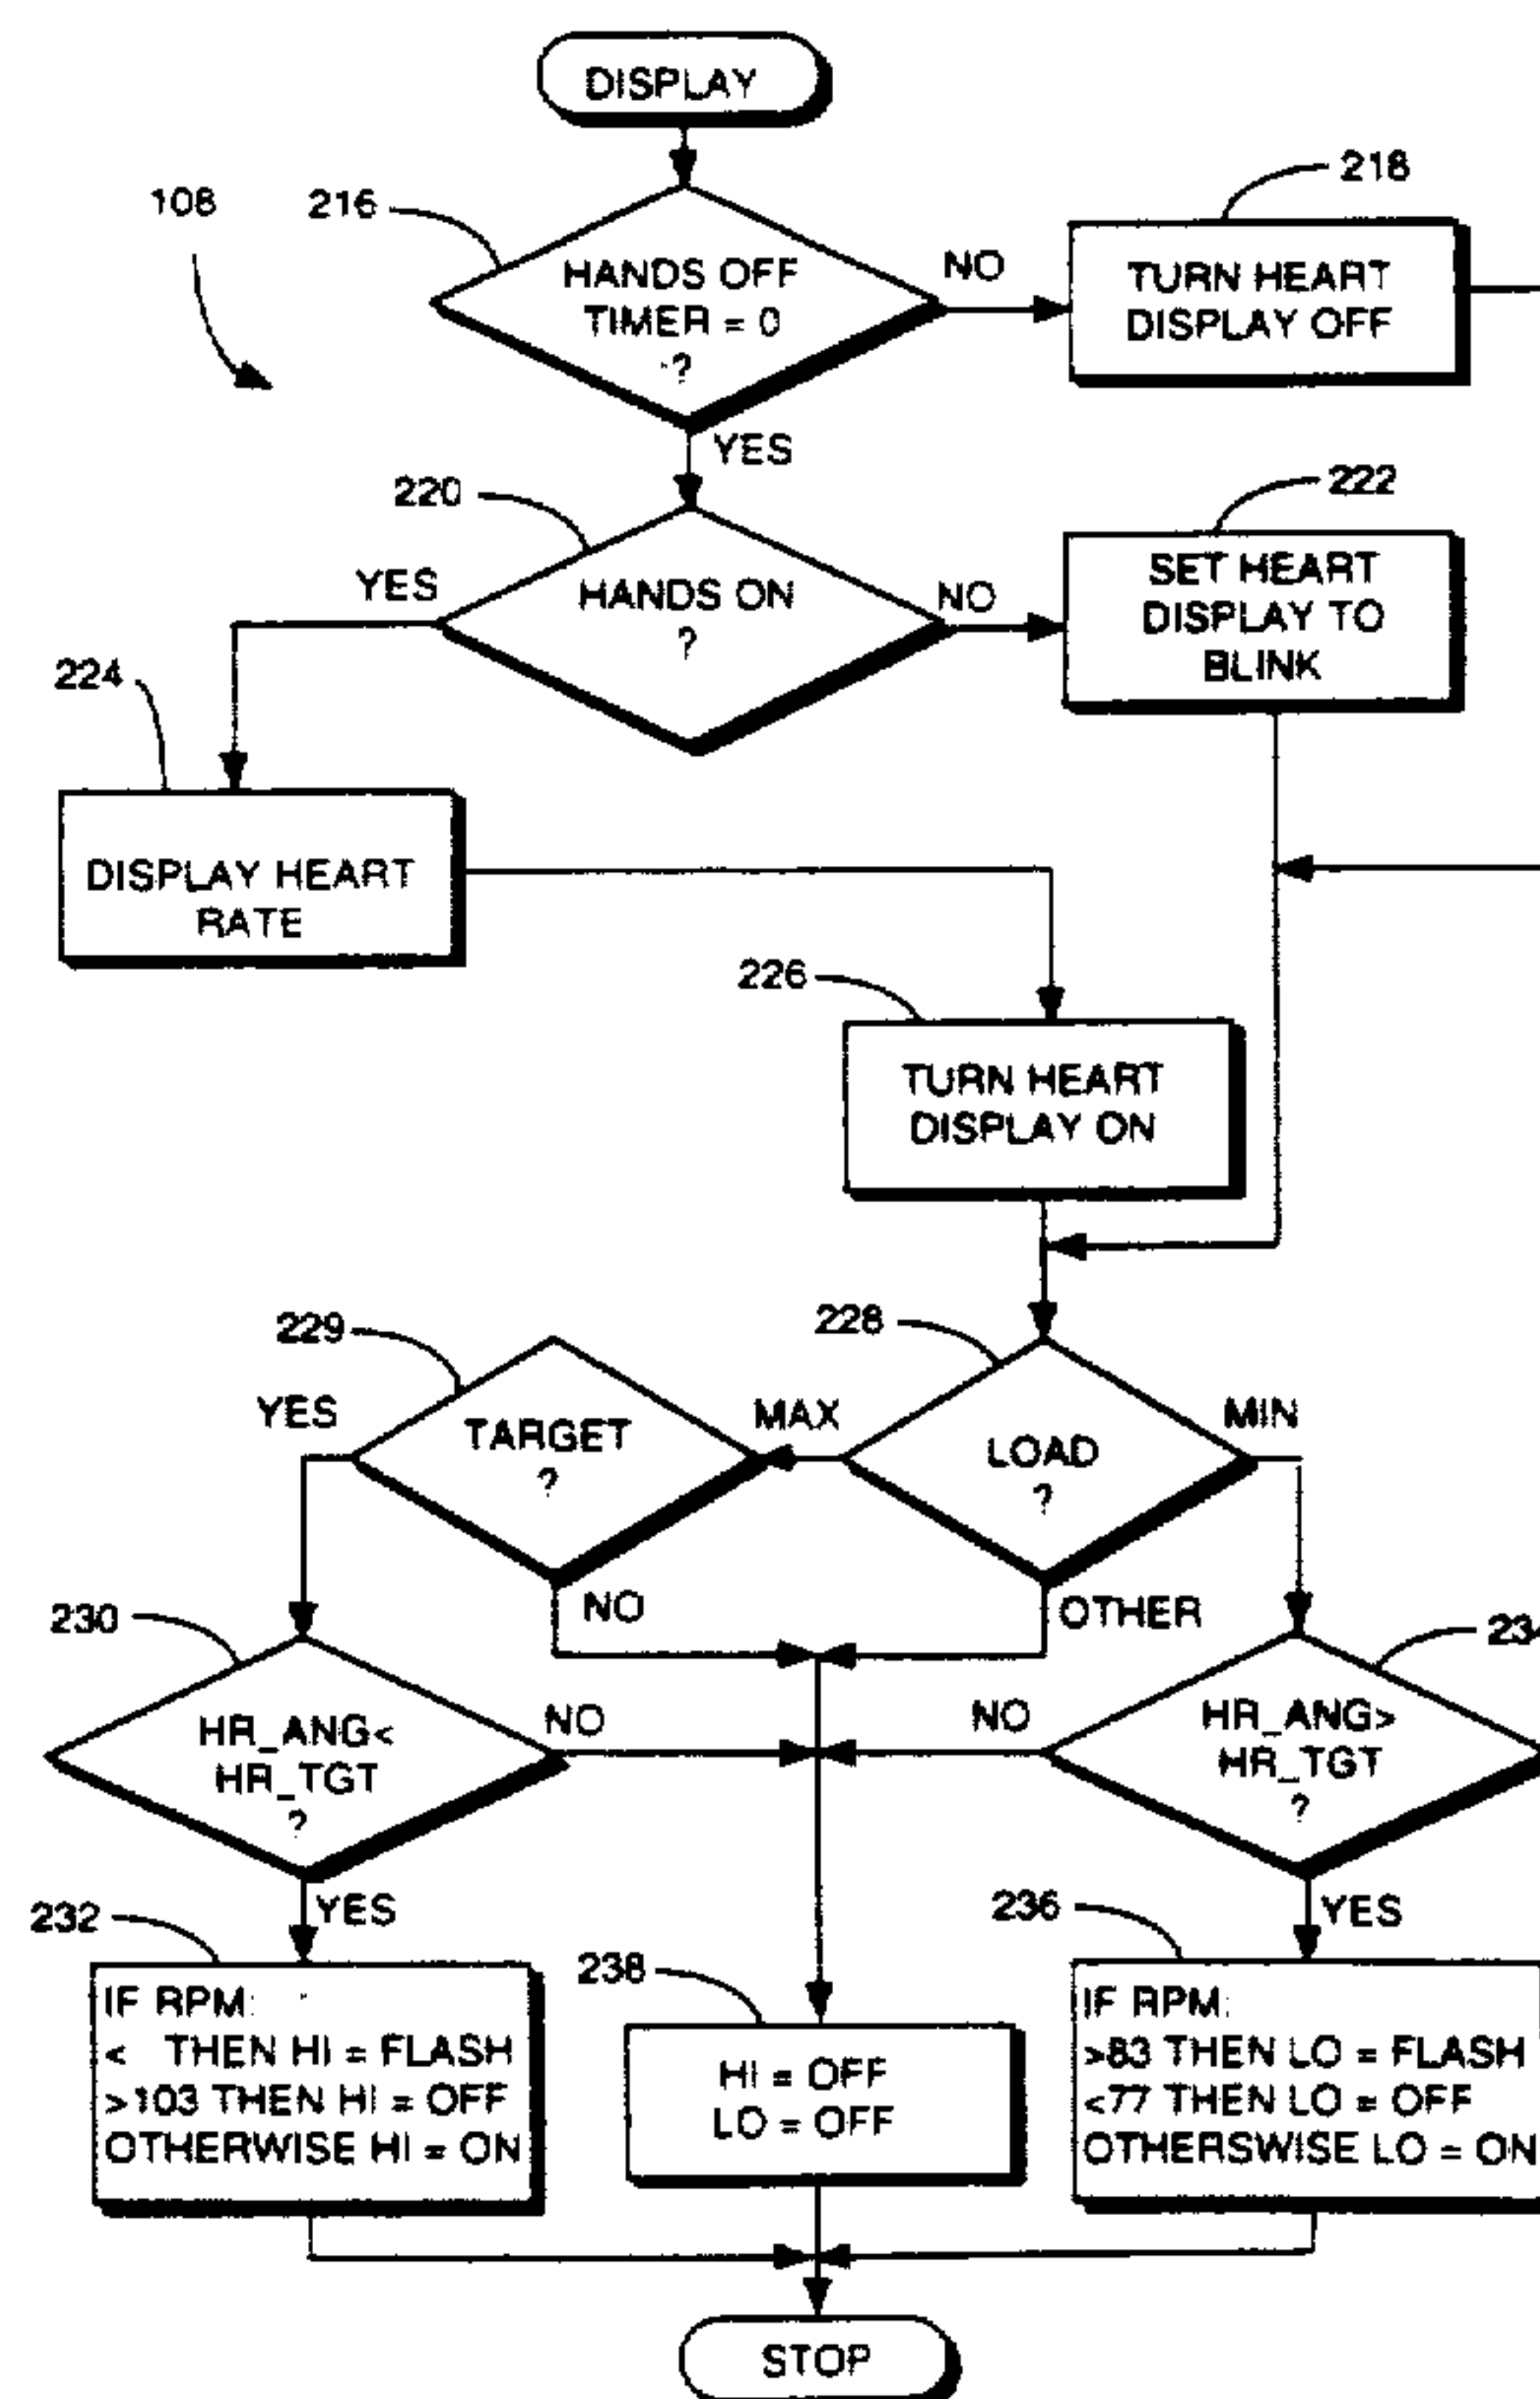 DISPLAY
108
216
HANDS OFF
TIMER = 0
?
NO
218
TURN HEART
DISPLAY OFF
YES
220
HANDS ON
?
YES
NO
222
SET HEART
DISPLAY TO
BLINK
224
DISPLAY HEART
RATE
226
TURN HEART
DISPLAY ON
229
TARGET
?
YES
NO
228
LOAD
?
MAX
MIN
OTHER
230
HR_ANG<
HR_TGT
?
NO
YES
HR_ANG>
HR_TGT
?
NO
YES
232
IF RPM:
< THEN HI = FLASH
>103 THEN HI = OFF
OTHERWISE HI = ON
238
HI = OFF
LO = OFF
236
IF RPM:
>83 THEN LO = FLASH
<77 THEN LO = OFF
OTHERSWISE LO = ON
STOP